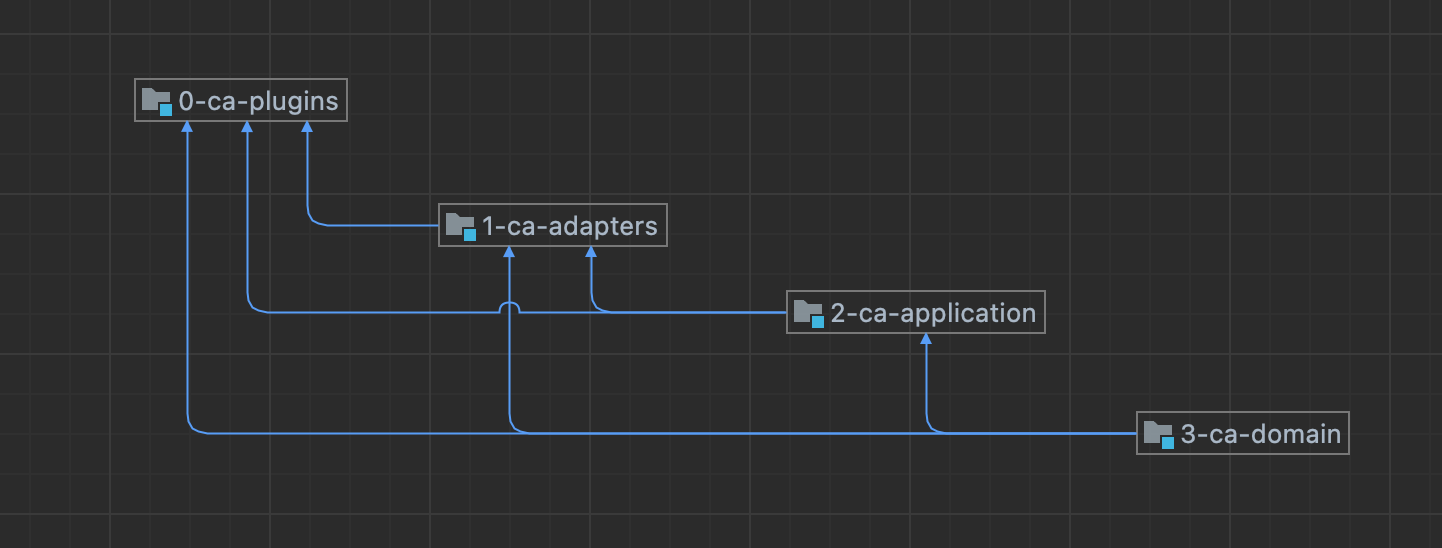 0-ca-plugins
1-ca-adapters
2-ca-application
3-ca-domain